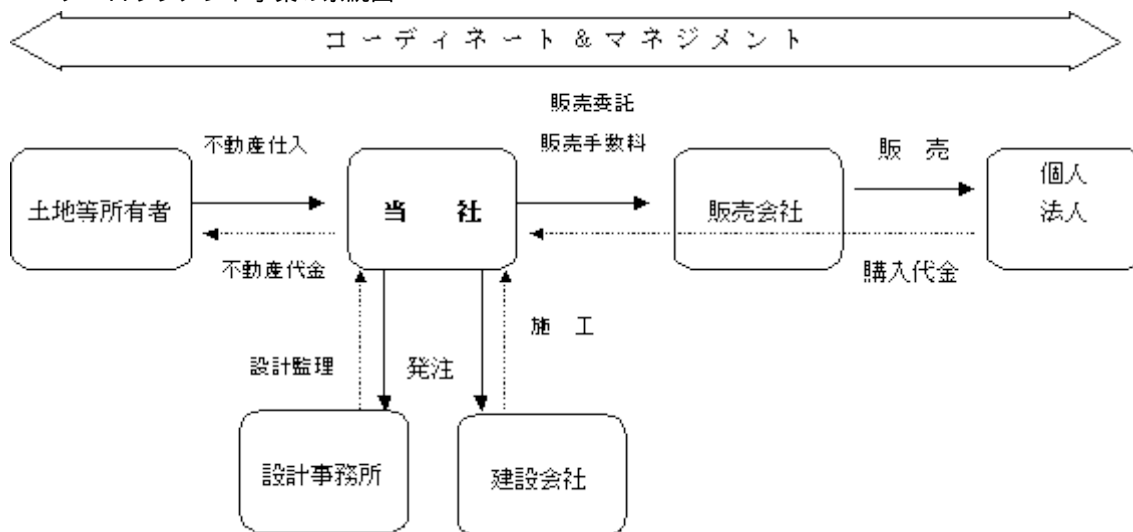 コーディネート＆マネジメント
販売委託
不動産仕入
販売手数料
販 売
土地等所有者
当 社
販売会社
個人
法人
不動産代金
購入代金
施 工
設計監理
発注
設計事務所
建設会社